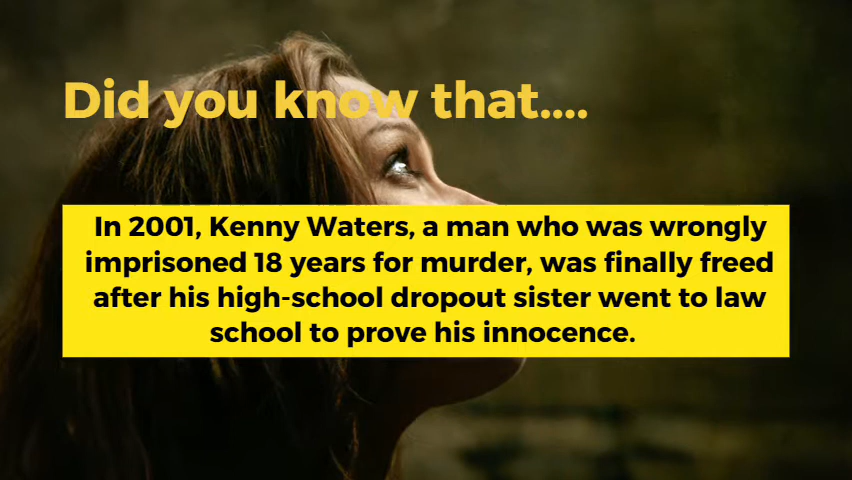 Did you know that....
In 2001, Kenny Waters, a man who was wrongly
imprisoned 18 years for murder, was finally freed
after his high-school dropout sister went to law
school to prove his innocence.